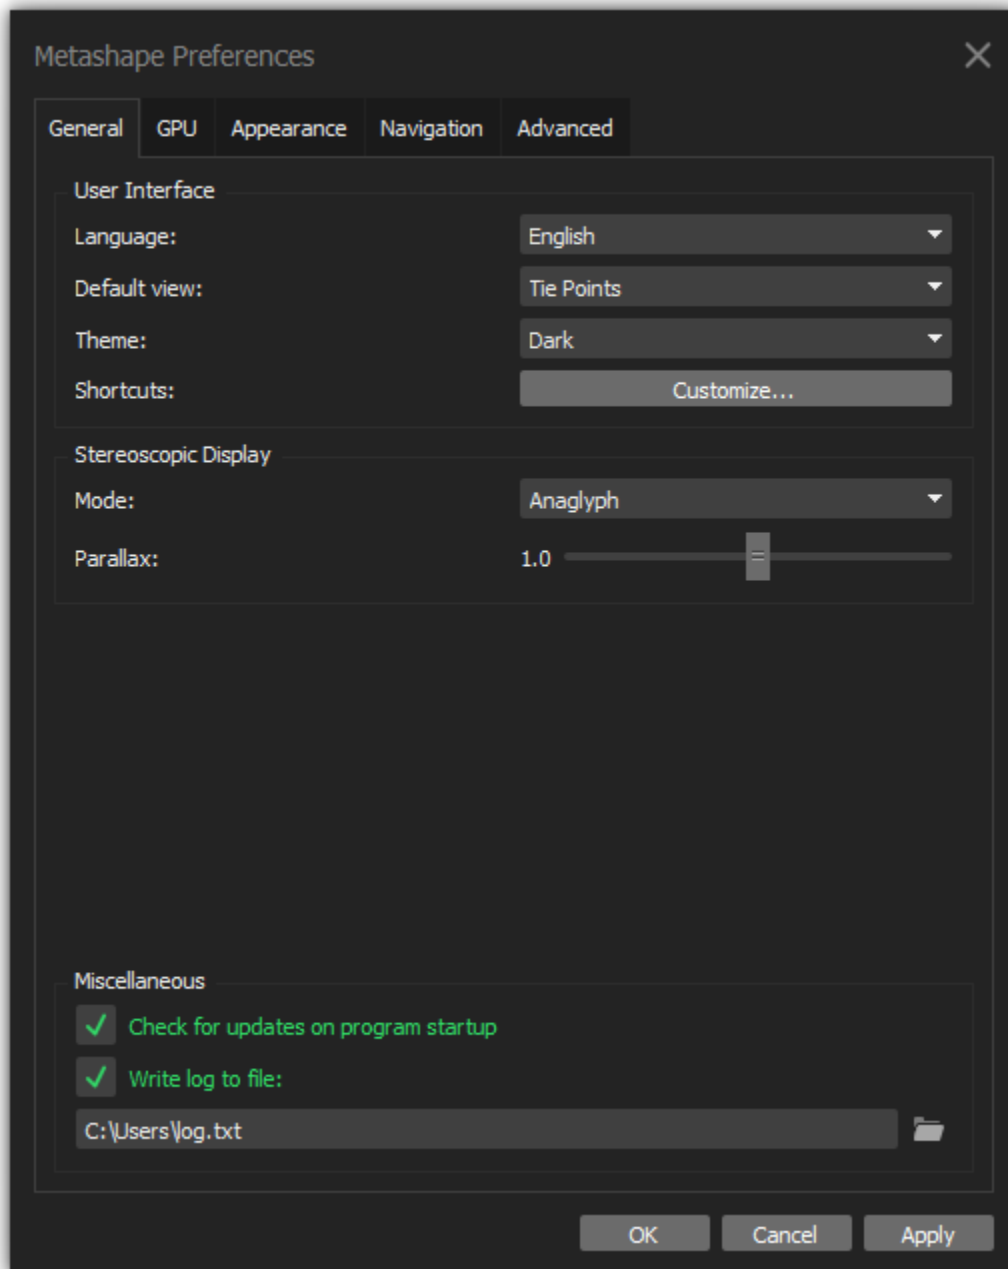 Metashape Preferences
General GPU Appearance Navigation Advanced
User Interface
Language: English
Default view: Tie Points
Theme: Dark
Shortcuts: Customize...
Stereoscopic Display
Mode: Anaglyph
Parallax: 1.0
Miscellaneous
Check for updates on program startup
Write log to file:
C:\Users\log.txt
OK Cancel Apply